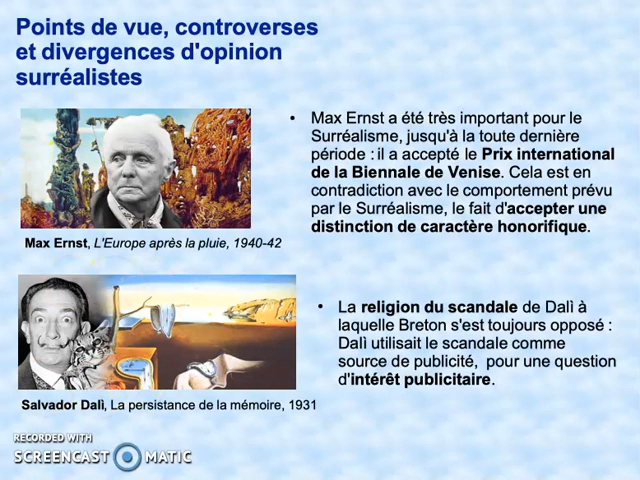 Points de vue, controverses
et divergences d'opinion
surréalistes
• Max Ernst a été très important pour le
Surréalisme, jusqu'à la toute dernière
période : il a accepté le Prix international
de la Biennale de Venise. Cela est en
contradiction avec le comportement prévu
par le Surréalisme, le fait d'accepter une
distinction de caractère honorifique.
Max Ernst, L'Europe après la pluie, 1940-42
• La religion du scandale de Dalì à
laquelle Breton s'est toujours opposé :
Dalì utilisait le scandale comme
source de publicité, pour une question
d'intérêt publicitaire.
Salvador Dalì, La persistance de la mémoire, 1931
RECORDED WITH
SCREENCAST MATIC